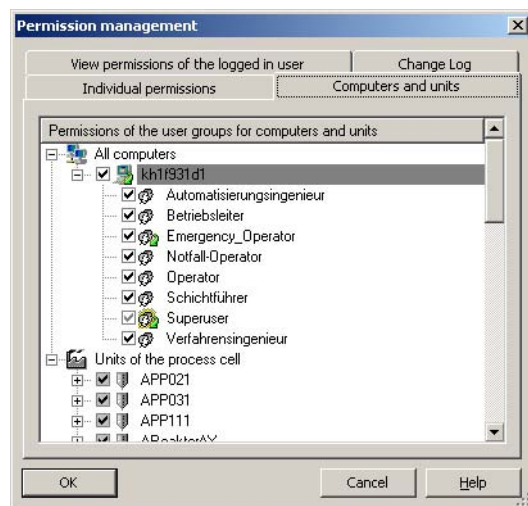 Permission management
View permissions of the logged in user
Change Log
Individual permissions
Computers and units
Permissions of the user groups for computers and units
All computers
kh1f931d1
Automatisierungsingenieur
Betriebsleiter
Emergency_Operator
Notfall-Operator
Operator
Schichtführer
Superuser
Verfahrensingenieur
Units of the process cell
APP021
APP031
APP111
OK
Cancel
Help